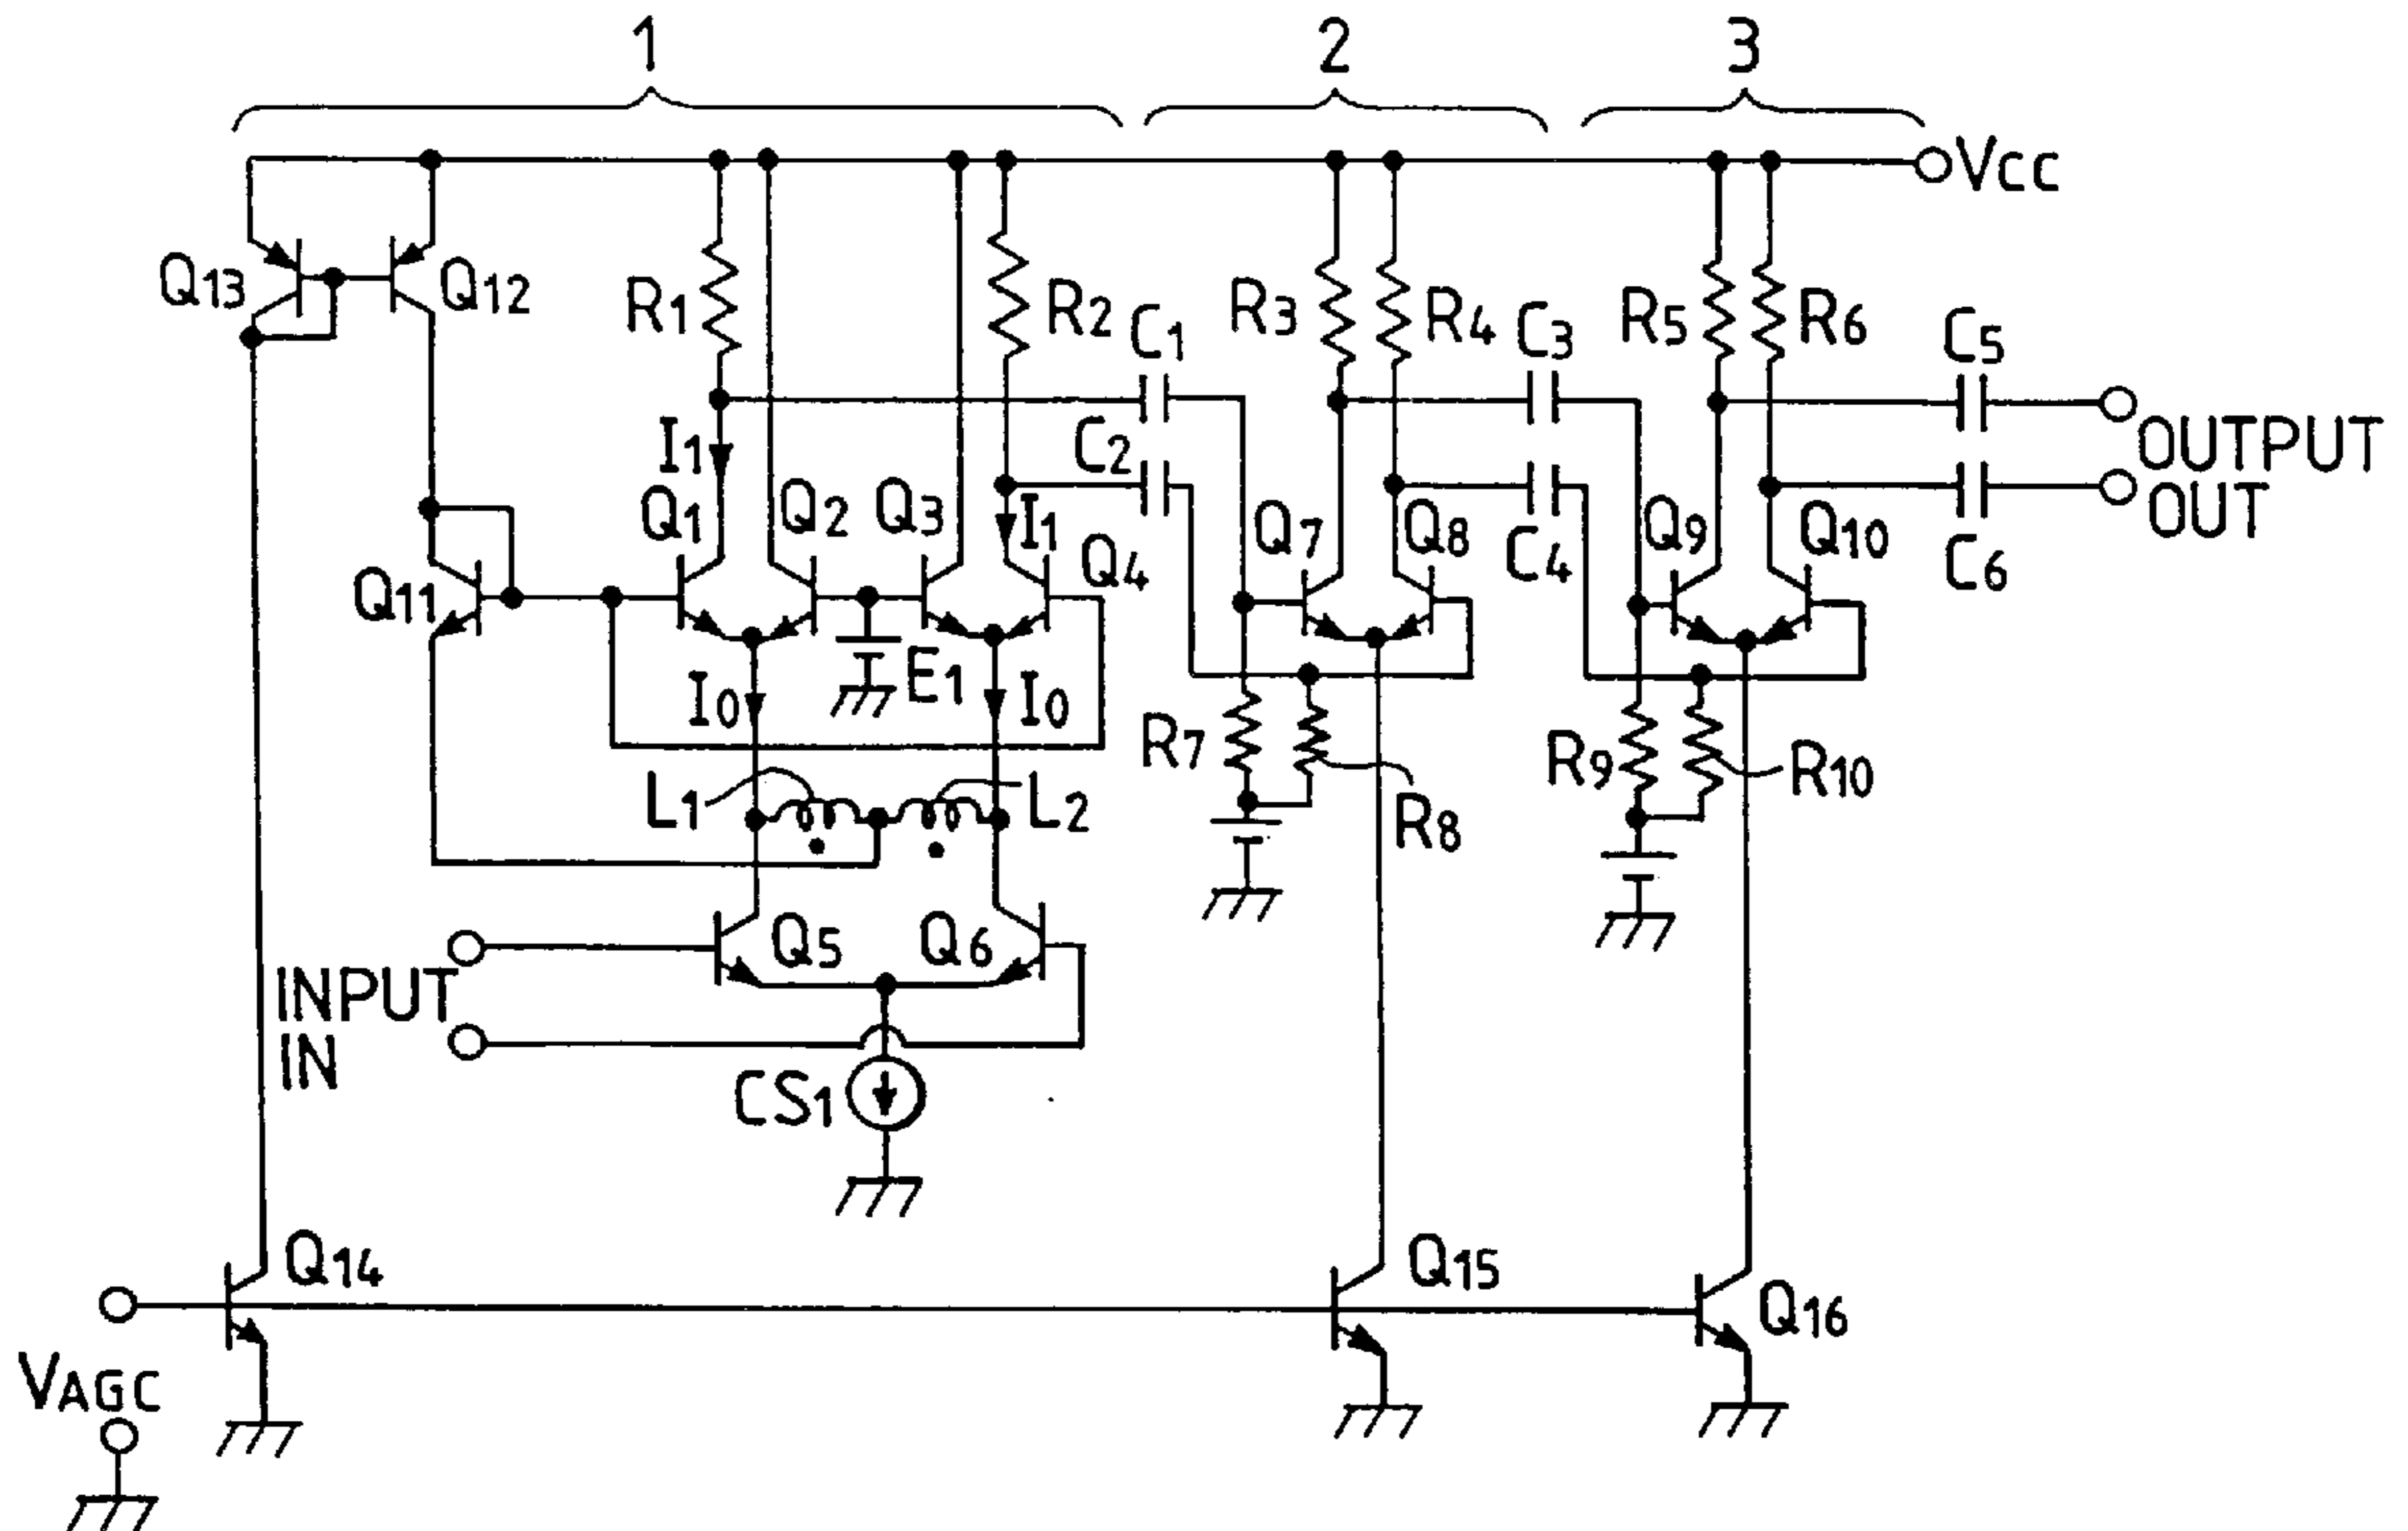 1
2
3
VCC
Q13
Q12
R1
R2
C1
R3
R4
C3
R5
R6
C5
I1
C2
OUTPUT
OUT
Q1
Q2
Q3
I1
Q4
Q7
Q8
C4
Q9
Q10
C6
Q11
E1
I0
I0
R7
R8
R9
R10
L1
L2
Q5
Q6
INPUT
IN
CS1
Q14
Q15
Q16
VAGC